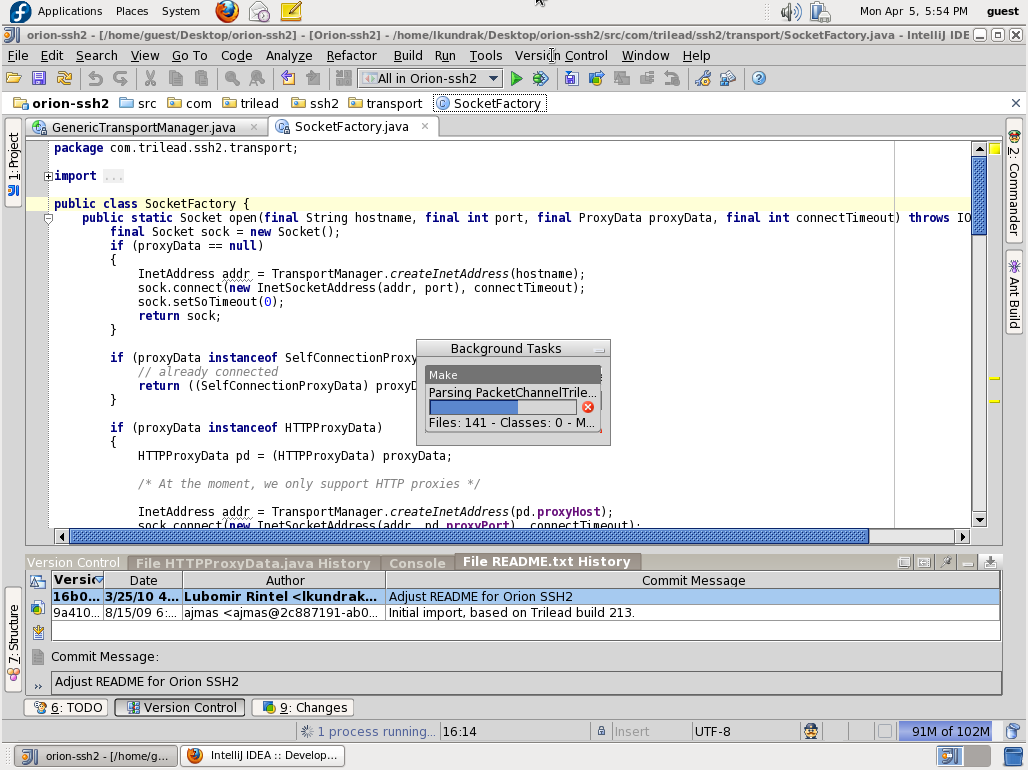 Applications Places System Mon Apr 5, 5:54 PM guest
orion-ssh2 - [/home/guest/Desktop/orion-ssh2] - [Orion-ssh2] - /home/lkundrak/Desktop/orion-ssh2/src/com/trilead/ssh2/transport/SocketFactory.java - IntelliJ IDE
File Edit Search View Go To Code Analyze Refactor Build Run Tools Version Control Window Help
All in Orion-ssh2
orion-ssh2 src com trilead ssh2 transport SocketFactory
GenericTransportManager.java SocketFactory.java
1: Project
7: Structure
2: Commander
Ant Build
package com.trilead.ssh2.transport;
import ...
public class SocketFactory {
public static Socket open(final String hostname, final int port, final ProxyData proxyData, final int connectTimeout) throws IO
final Socket sock = new Socket();
if (proxyData == null)
{
InetAddress addr = TransportManager.createInetAddress(hostname);
sock.connect(new InetSocketAddress(addr, port), connectTimeout);
sock.setSoTimeout(0);
return sock;
}
if (proxyData instanceof SelfConnectionProxy
// already connected
return ((SelfConnectionProxyData) proxyD
}
if (proxyData instanceof HTTPProxyData)
{
HTTPProxyData pd = (HTTPProxyData) proxyData;
/* At the moment, we only support HTTP proxies */
InetAddress addr = TransportManager.createInetAddress(pd.proxyHost);
sock.connect(new InetSocketAddress(addr, pd.proxyPort), connectTimeout);
Background Tasks
Make
Parsing PacketChannelTrile...
Files: 141 - Classes: 0 - M...
Version Control File HTTPProxyData.java History Console File README.txt History
Versio Date Author Commit Message
16b0... 3/25/10 4... Lubomir Rintel <lkundrak... Adjust README for Orion SSH2
9a410... 8/15/09 6:... ajmas <ajmas@2c887191-ab0... Initial import, based on Trilead build 213.
Commit Message:
Adjust README for Orion SSH2
6: TODO Version Control 9: Changes
1 process running... 16:14 Insert UTF-8 91M of 102M
orion-ssh2 - [/home/g... IntelliJ IDEA :: Develop...